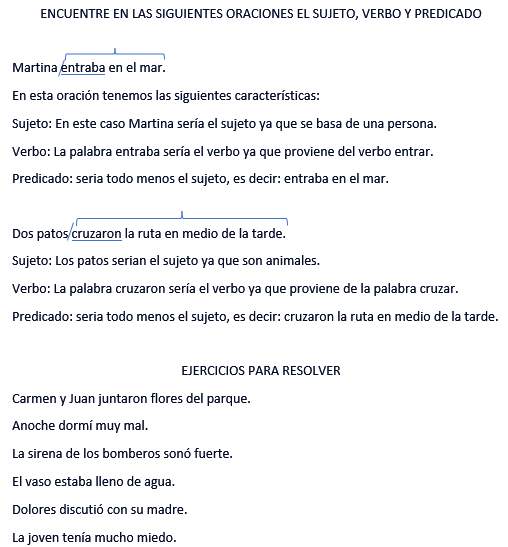 ENCUENTRE EN LAS SIGUIENTES ORACIONES EL SUJETO, VERBO Y PREDICADO
Martina/entraba en el mar.
En esta oración tenemos las siguientes características:
Sujeto: En este caso Martina sería el sujeto ya que se basa de una persona.
Verbo: La palabra entraba sería el verbo ya que proviene del verbo entrar.
Predicado: seria todo menos el sujeto, es decir: entraba en el mar.
Dos patos/cruzaron la ruta en medio de la tarde.
Sujeto: Los patos serian el sujeto ya que son animales.
Verbo: La palabra cruzaron sería el verbo ya que proviene de la palabra cruzar.
Predicado: seria todo menos el sujeto, es decir: cruzaron la ruta en medio de la tarde.
EJERCICIOS PARA RESOLVER
Carmen y Juan juntaron flores del parque.
Anoche dormí muy mal.
La sirena de los bomberos sonó fuerte.
El vaso estaba lleno de agua.
Dolores discutió con su madre.
La joven tenía mucho miedo.